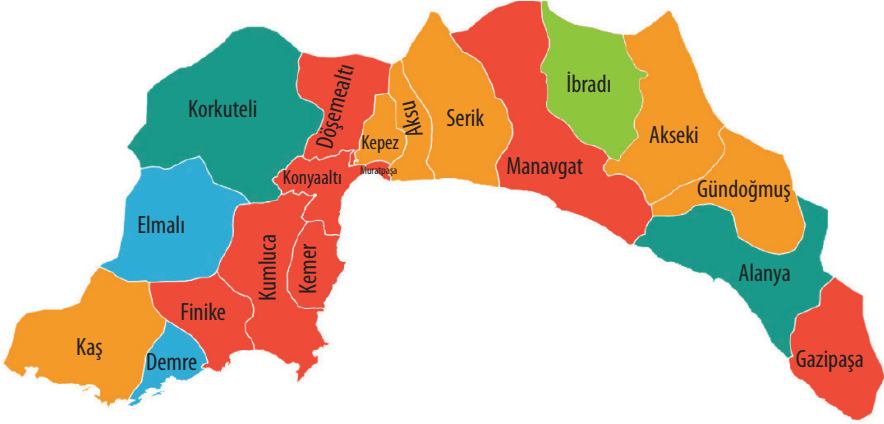 Korkuteli
Döşemealtı
Kepez
Aksu
Serik
İbradı
Akseki
Manavgat
Gündoğmuş
Konyaaltı
Muratpaşa
Elmalı
Kumluca
Kemer
Alanya
Finike
Kaş
Demre
Gazipaşa